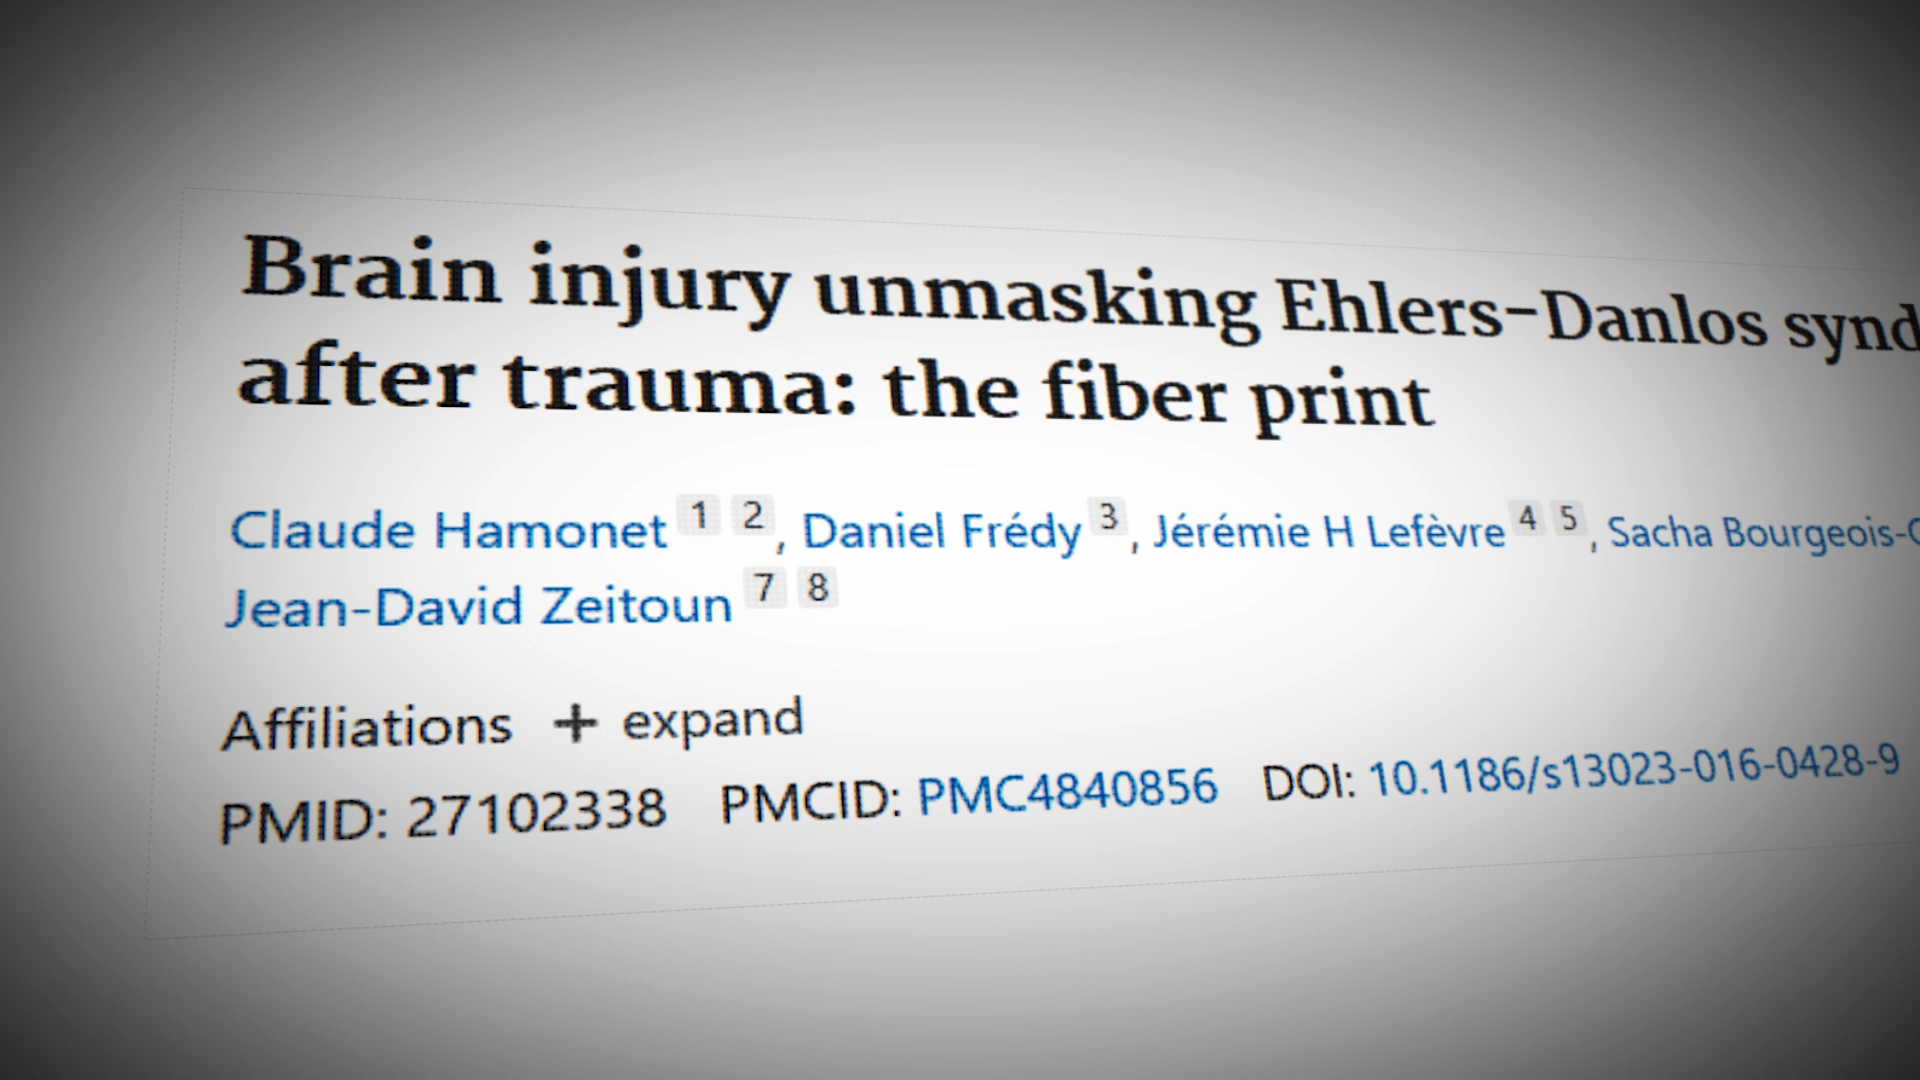 Brain injury unmasking Ehlers-Danlos
after trauma: the fiber print
Claude Hamonet 1 2, Daniel Frédy 3, Jérémie H Lefèvre 4 5, Sacha
Jean-David Zeitoun 7 8
Affiliations + expand
PMID: 27102338 PMCID: PMC4840856 DOI: 10.1186/s13023-016-0428-9